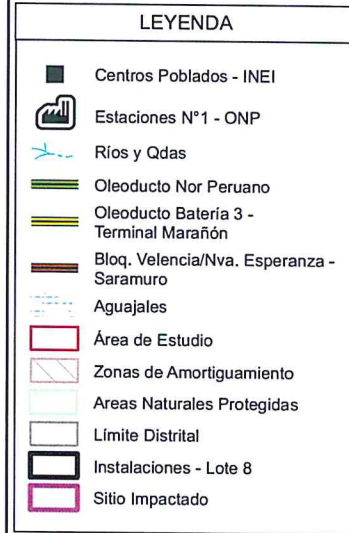 LEYENDA
Centros Poblados - INEI
Estaciones N°1 - ONP
Ríos y Qdas
Oleoducto Nor Peruano
Oleoducto Batería 3 -
Terminal Marañón
Bloq. Velencia/Nva. Esperanza -
Saramuro
Aguajales
Área de Estudio
Zonas de Amortiguamiento
Areas Naturales Protegidas
Límite Distrital
Instalaciones - Lote 8
Sitio Impactado